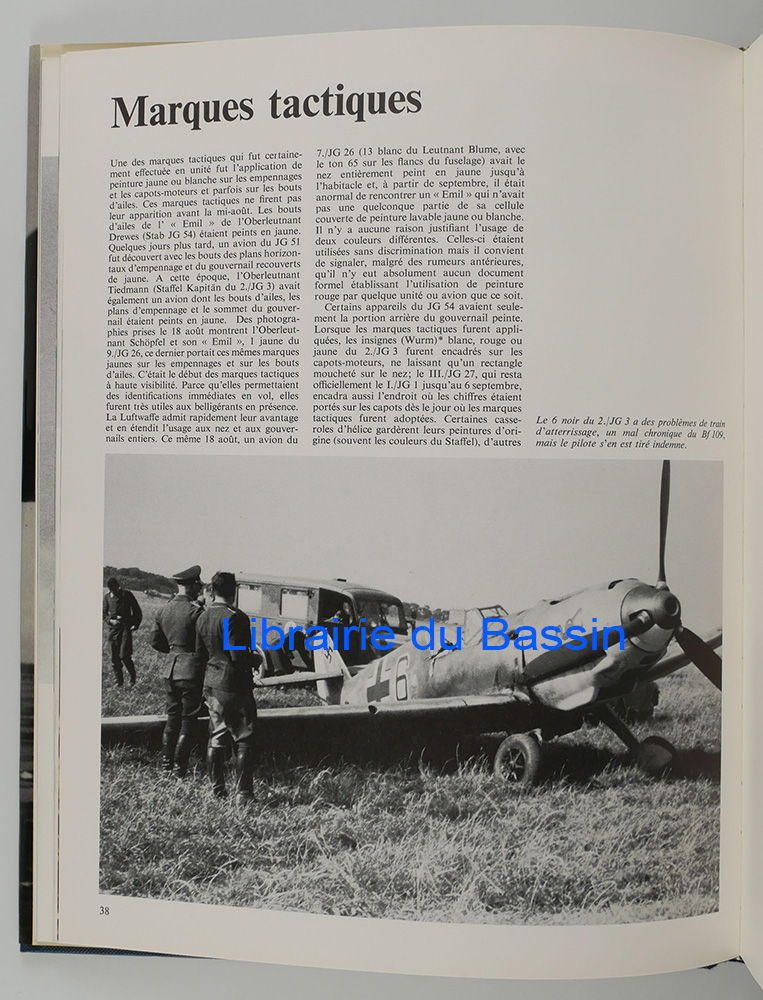 Marques tactiques
Une des marques tactiques qui fut certaine-
ment effectuée en unité fut l'application de
peinture jaune ou blanche sur les empennages
et les capots-moteurs et parfois sur les bouts
d'ailes. Ces marques tactiques ne firent pas
leur apparition avant la mi-août. Les bouts
d'ailes de l' « Emil » de l'Oberleutnant
Drewes (Stab JG 54) étaient peints en jaune.
Quelques jours plus tard, un avion du JG 51
fut découvert avec les bouts des plans horizon-
taux d'empennage et du gouvernail recouverts
de jaune. A cette époque, l'Oberleutnant
Tiedmann (Staffel Kapitän du 2./JG 3) avait
également un avion dont les bouts d'ailes, les
plans d'empennage et le sommet du gouver-
nail étaient peints en jaune. Des photogra-
phies prises le 18 août montrent l'Oberleut-
nant Schöpfel et son « Emil », 1 jaune du
9./JG 26, ce dernier portait ces mêmes marques
jaunes sur les empennages et sur les bouts
d'ailes. C'était le début des marques tactiques
à haute visibilité. Parce qu'elles permettaient
des identifications immédiates en vol, elles
furent très utiles aux belligérants en présence.
La Luftwaffe admit rapidement leur avantage
et en étendit l'usage aux nez et aux gouver-
nails entiers. Ce même 18 août, un avion du
7./JG 26 (13 blanc du Leutnant Blume, avec
le ton 65 sur les flancs du fuselage) avait le
nez entièrement peint en jaune jusqu'à
l'habitacle et, à partir de septembre, il était
anormal de rencontrer un « Emil » qui n'avait
pas une quelconque partie de sa cellule
couverte de peinture lavable jaune ou blanche.
Il n'y a aucune raison justifiant l'usage de
deux couleurs différentes. Celles-ci étaient
utilisées sans discrimination mais il convient
de signaler, malgré des rumeurs antérieures,
qu'il n'y eut absolument aucun document
formel établissant l'utilisation de peinture
rouge par quelque unité ou avion que ce soit.
Certains appareils du JG 54 avaient seule-
ment la portion arrière du gouvernail peinte.
Lorsque les marques tactiques furent appli-
quées, les insignes (Wurm)* blanc, rouge ou
jaune du 2./JG 3 furent encadrés sur les
capots-moteurs, ne laissant qu'un rectangle
moucheté sur le nez; le III./JG 27, qui resta
officiellement le I./JG 1 jusqu'au 6 septembre,
encadra aussi l'endroit où les chiffres étaient
portés sur les capots dès le jour où les marques
tactiques furent adoptées. Certaines casse-
roles d'hélice gardèrent leurs peintures d'ori-
gine (souvent les couleurs du Staffel), d'autres
Le 6 noir du 2./JG 3 a des problèmes de train
d'atterrissage, un mal chronique du Bf 109,
mais le pilote s'en est tiré indemne.
6
Librairie du Bassin
38